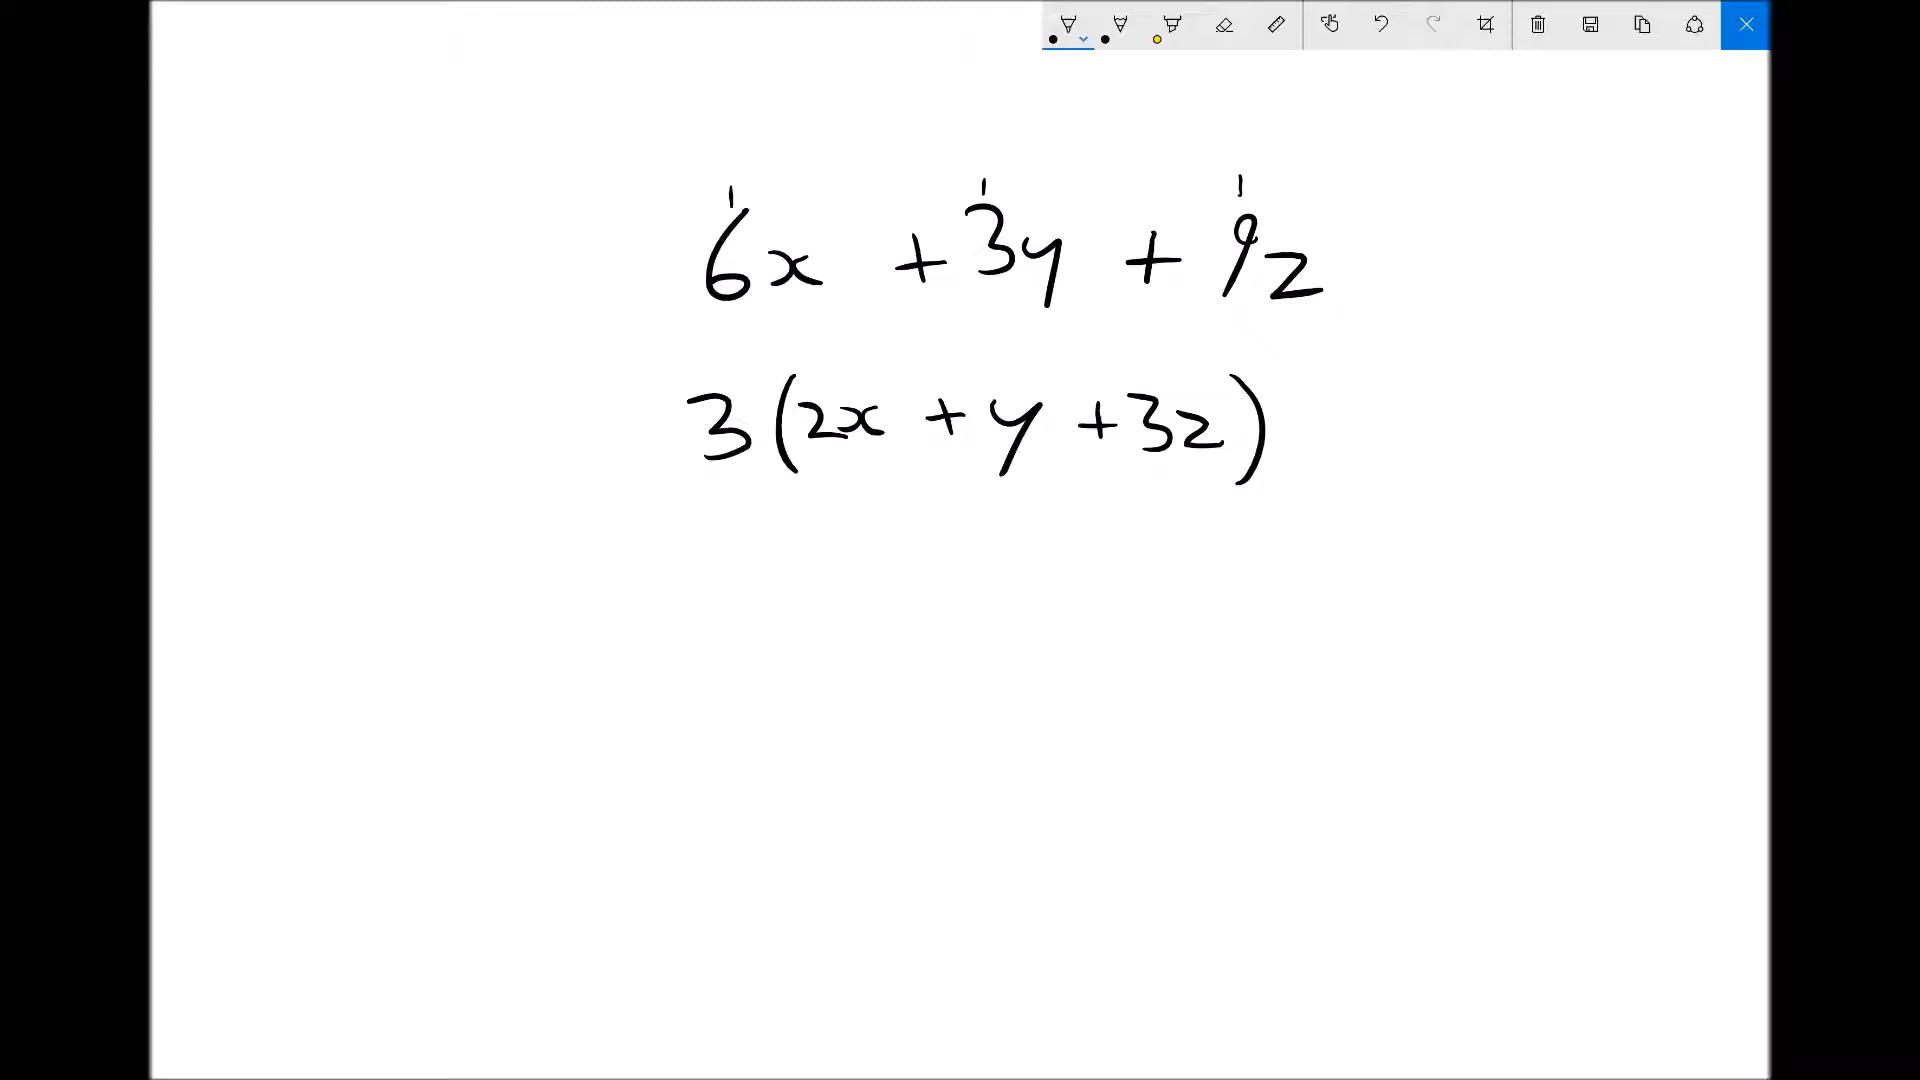 6x + 3y + 9z
3(2x + y + 3z)